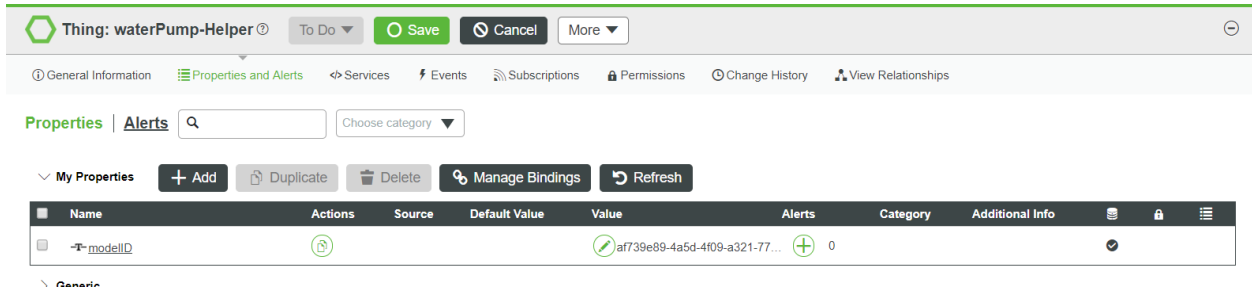 Thing: waterPump-Helper To Do Save Cancel More
General Information Properties and Alerts Services Events Subscriptions Permissions Change History View Relationships
Properties | Alerts Choose category
My Properties Add Duplicate Delete Manage Bindings Refresh
Name Actions Source Default Value Value Alerts Category Additional Info
-T- modelID af739e89-4a5d-4f09-a321-77... 0
Generic